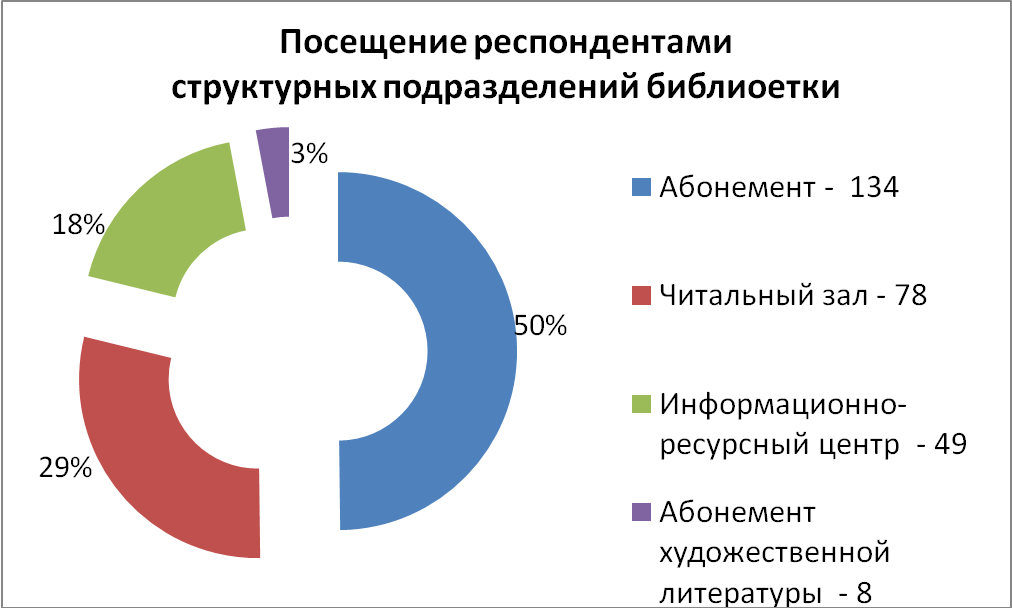 Посещение респондентами
структурных подразделений библиоетки
3%
18%
50%
29%
Абонемент -  134
Читальный зал - 78
Информационно-
ресурсный центр  - 49
Абонемент
художественной
литературы  - 8